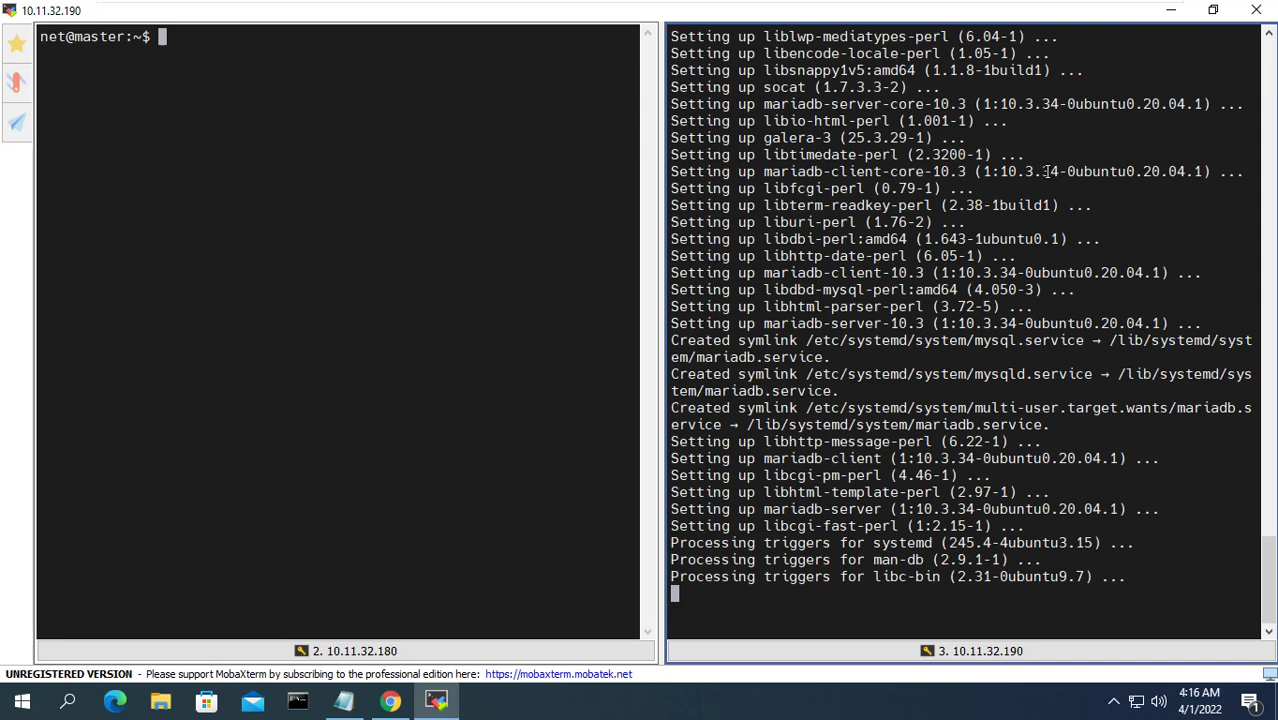 10.11.32.190
net@master:~$
Setting up liblwp-mediatypes-perl (6.04-1) ...
Setting up libencode-locale-perl (1.05-1) ...
Setting up libsnappy1v5:amd64 (1.1.8-1build1) ...
Setting up socat (1.7.3.3-2) ...
Setting up mariadb-server-core-10.3 (1:10.3.34-0ubuntu0.20.04.1) ...
Setting up libio-html-perl (1.001-1) ...
Setting up galera-3 (25.3.29-1) ...
Setting up libtimedate-perl (2.3200-1) ...
Setting up mariadb-client-core-10.3 (1:10.3.34-0ubuntu0.20.04.1) ...
Setting up libfcgi-perl (0.79-1) ...
Setting up libterm-readkey-perl (2.38-1build1) ...
Setting up liburi-perl (1.76-2) ...
Setting up libdbi-perl:amd64 (1.643-1ubuntu0.1) ...
Setting up libhttp-date-perl (6.05-1) ...
Setting up mariadb-client-10.3 (1:10.3.34-0ubuntu0.20.04.1) ...
Setting up libdbd-mysql-perl:amd64 (4.050-3) ...
Setting up libhtml-parser-perl (3.72-5) ...
Setting up mariadb-server-10.3 (1:10.3.34-0ubuntu0.20.04.1) ...
Created symlink /etc/systemd/system/mysql.service → /lib/systemd/syst
em/mariadb.service.
Created symlink /etc/systemd/system/mysqld.service → /lib/systemd/sys
tem/mariadb.service.
Created symlink /etc/systemd/system/multi-user.target.wants/mariadb.s
ervice → /lib/systemd/system/mariadb.service.
Setting up libhttp-message-perl (6.22-1) ...
Setting up mariadb-client (1:10.3.34-0ubuntu0.20.04.1) ...
Setting up libcgi-pm-perl (4.46-1) ...
Setting up libhtml-template-perl (2.97-1) ...
Setting up mariadb-server (1:10.3.34-0ubuntu0.20.04.1) ...
Setting up libcgi-fast-perl (1:2.15-1) ...
Processing triggers for systemd (245.4-4ubuntu3.15) ...
Processing triggers for man-db (2.9.1-1) ...
Processing triggers for libc-bin (2.31-0ubuntu9.7) ...
2. 10.11.32.180
3. 10.11.32.190
UNREGISTERED VERSION - Please support MobaXterm by subscribing to the professional edition here: https://mobaxterm.mobatek.net
4:16 AM
4/1/2022
1